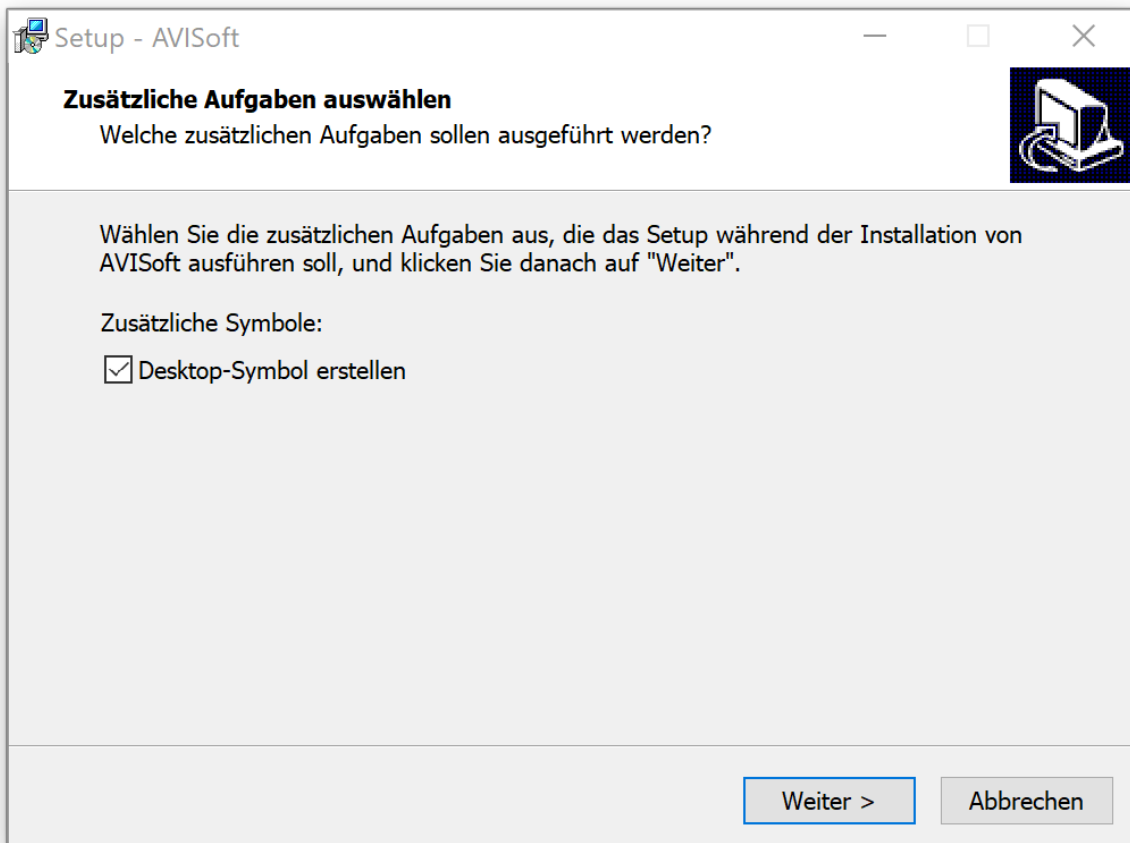 Setup - AVISoft
Zusätzliche Aufgaben auswählen
Welche zusätzlichen Aufgaben sollen ausgeführt werden?
Wählen Sie die zusätzlichen Aufgaben aus, die das Setup während der Installation von
AVISoft ausführen soll, und klicken Sie danach auf "Weiter".
Zusätzliche Symbole:
Desktop-Symbol erstellen
Weiter >
Abbrechen